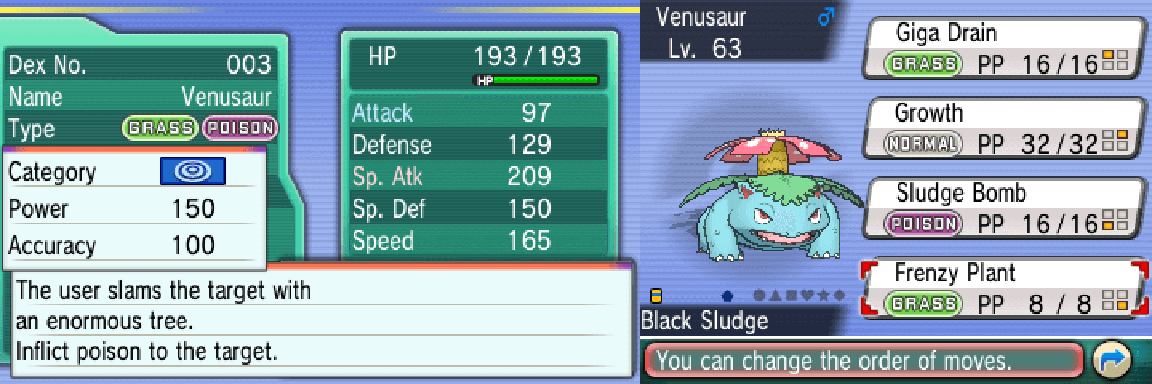 Dex No. 003
Name Venusaur
Type GRASS POISON
Category
Power 150
Accuracy 100
The user slams the target with
an enormous tree.
Inflict poison to the target.
HP 193/193
HP
Attack 97
Defense 129
Sp. Atk 209
Sp. Def 150
Speed 165
Venusaur ♂
Lv. 63
Black Sludge
Giga Drain
GRASS PP 16/16
Growth
NORMAL PP 32/32
Sludge Bomb
POISON PP 16/16
Frenzy Plant
GRASS PP 8/8
You can change the order of moves.